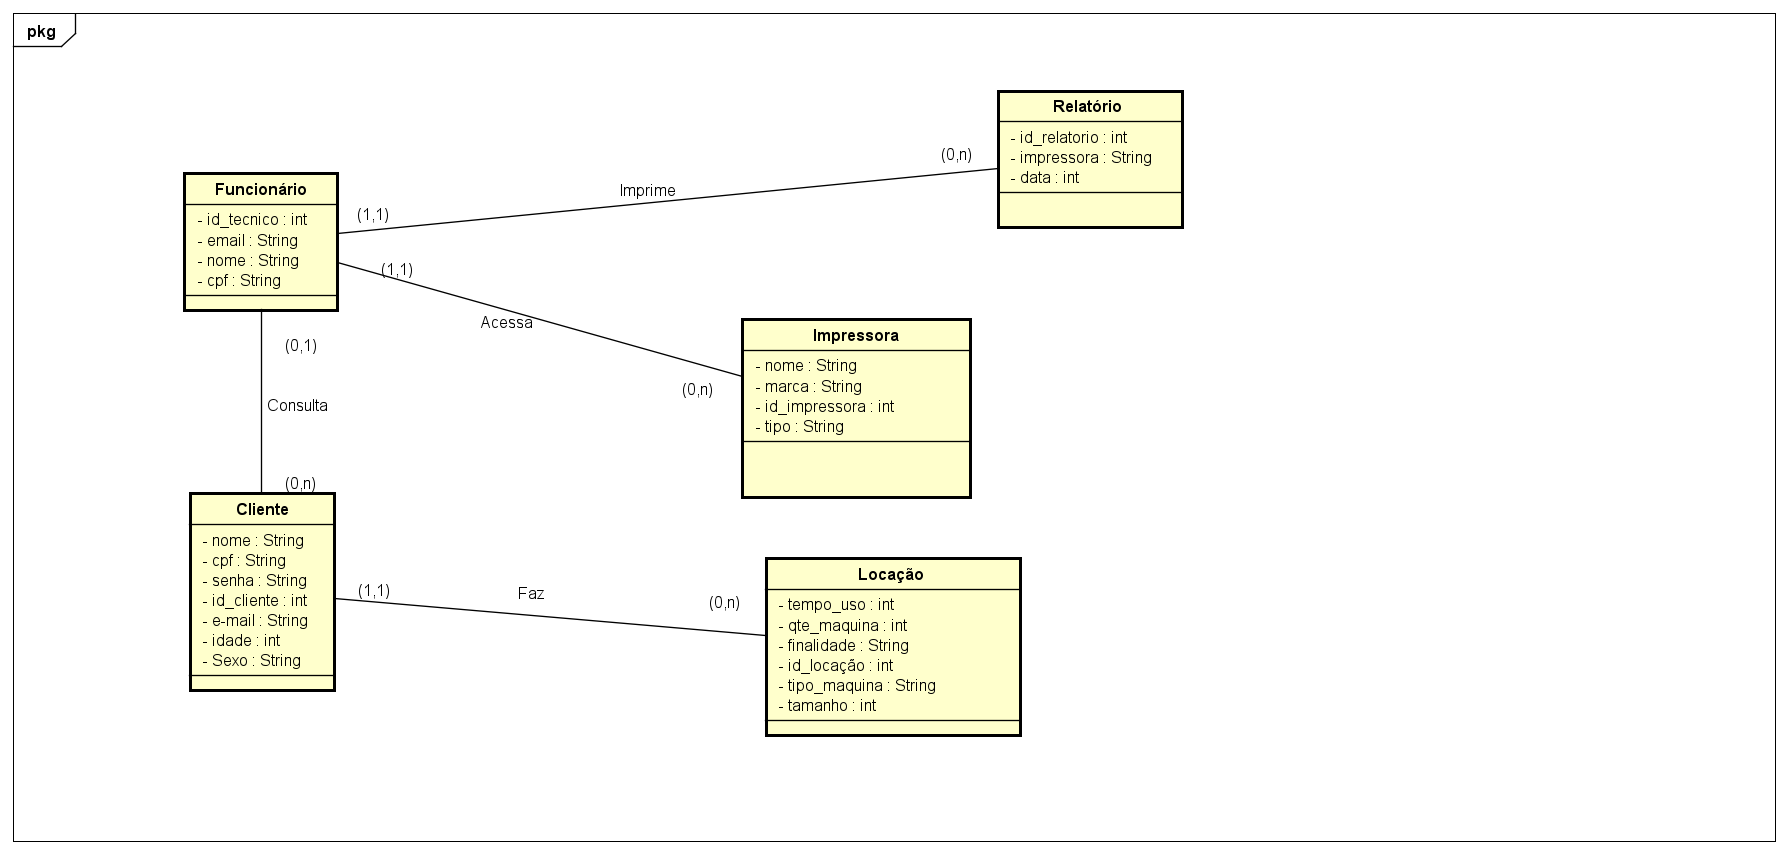 pkg
Relatório
- id_relatorio : int
- impressora : String
- data : int
(0,n)
Imprime
(1,1)
Funcionário
- id_tecnico : int
- email : String
- nome : String
- cpf : String
(1,1)
Acessa
(0,n)
Impressora
- nome : String
- marca : String
- id_impressora : int
- tipo : String
(0,1)
Consulta
(0,n)
Cliente
- nome : String
- cpf : String
- senha : String
- id_cliente : int
- e-mail : String
- idade : int
- Sexo : String
(1,1)
Faz
(0,n)
Locação
- tempo_uso : int
- qte_maquina : int
- finalidade : String
- id_locação : int
- tipo_maquina : String
- tamanho : int